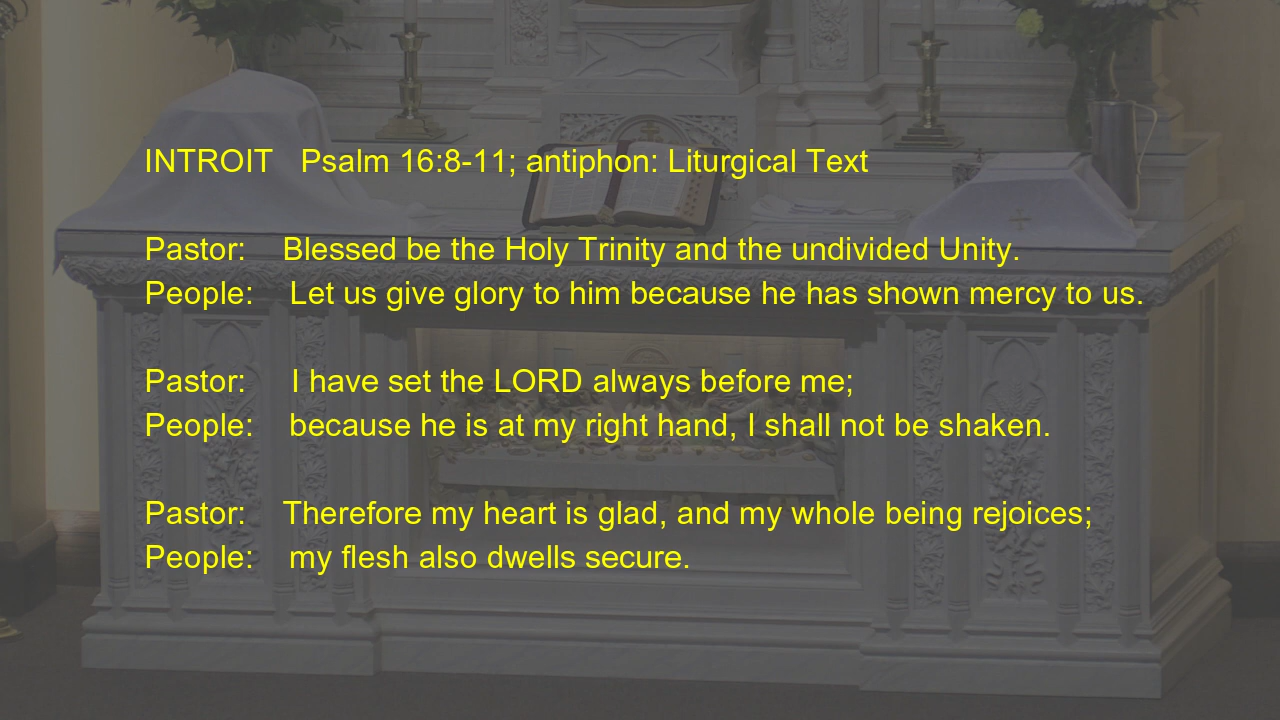 INTROIT Psalm 16:8-11; antiphon: Liturgical Text
Pastor: Blessed be the Holy Trinity and the undivided Unity.
People: Let us give glory to him because he has shown mercy to us.
Pastor: I have set the LORD always before me;
People: because he is at my right hand, I shall not be shaken.
Pastor: Therefore my heart is glad, and my whole being rejoices;
People: my flesh also dwells secure.